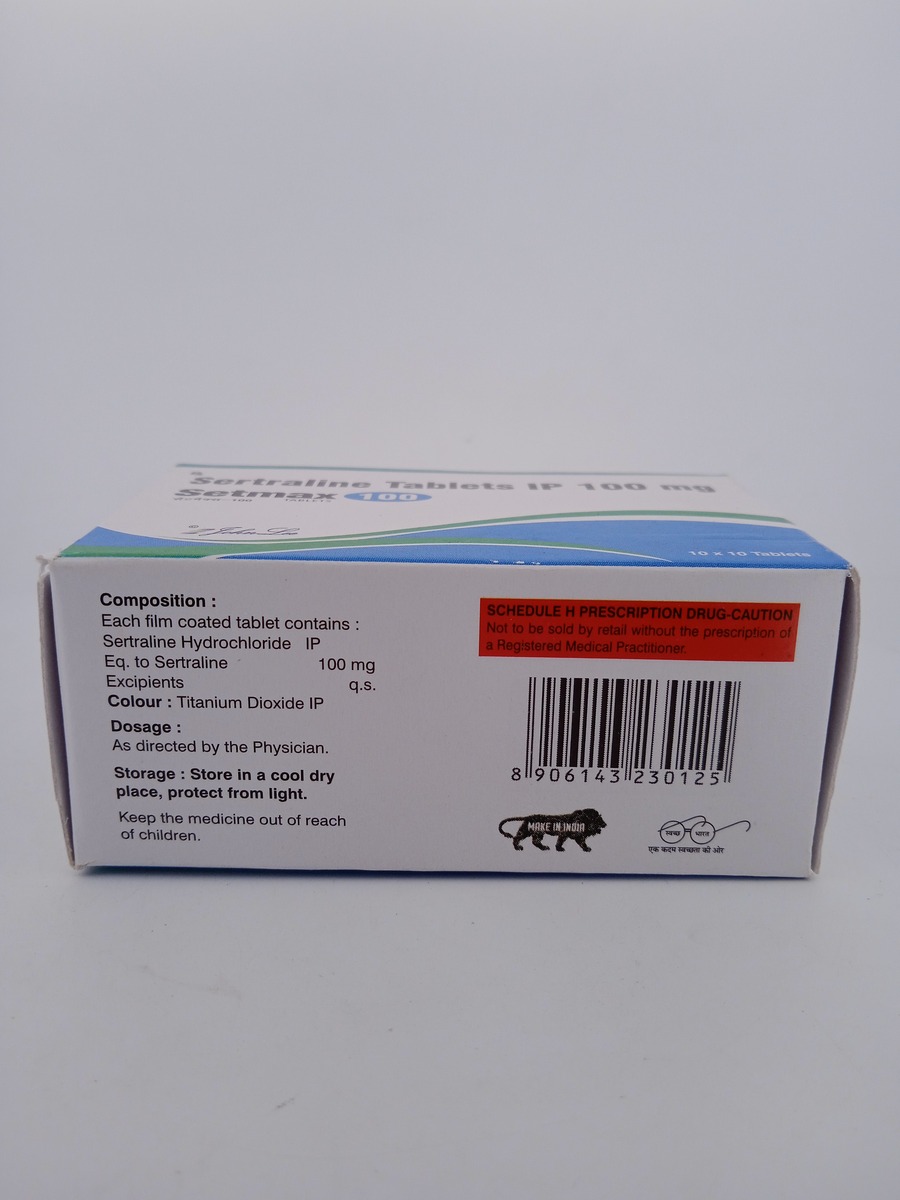 Sertraline Tablets IP 100 mg
Setmax 100
TABLETS
10 x 10 Tablets
Composition :
Each film coated tablet contains :
Sertraline Hydrochloride IP
Eq. to Sertraline 100 mg
Excipients q.s.
Colour : Titanium Dioxide IP
Dosage :
As directed by the Physician.
Storage : Store in a cool dry
place, protect from light.
Keep the medicine out of reach
of children.
SCHEDULE H PRESCRIPTION DRUG-CAUTION
Not to be sold by retail without the prescription of
a Registered Medical Practitioner.
8 906143 230125
MAKE IN INDIA
स्वच्छ भारत
एक कदम स्वच्छता की ओर